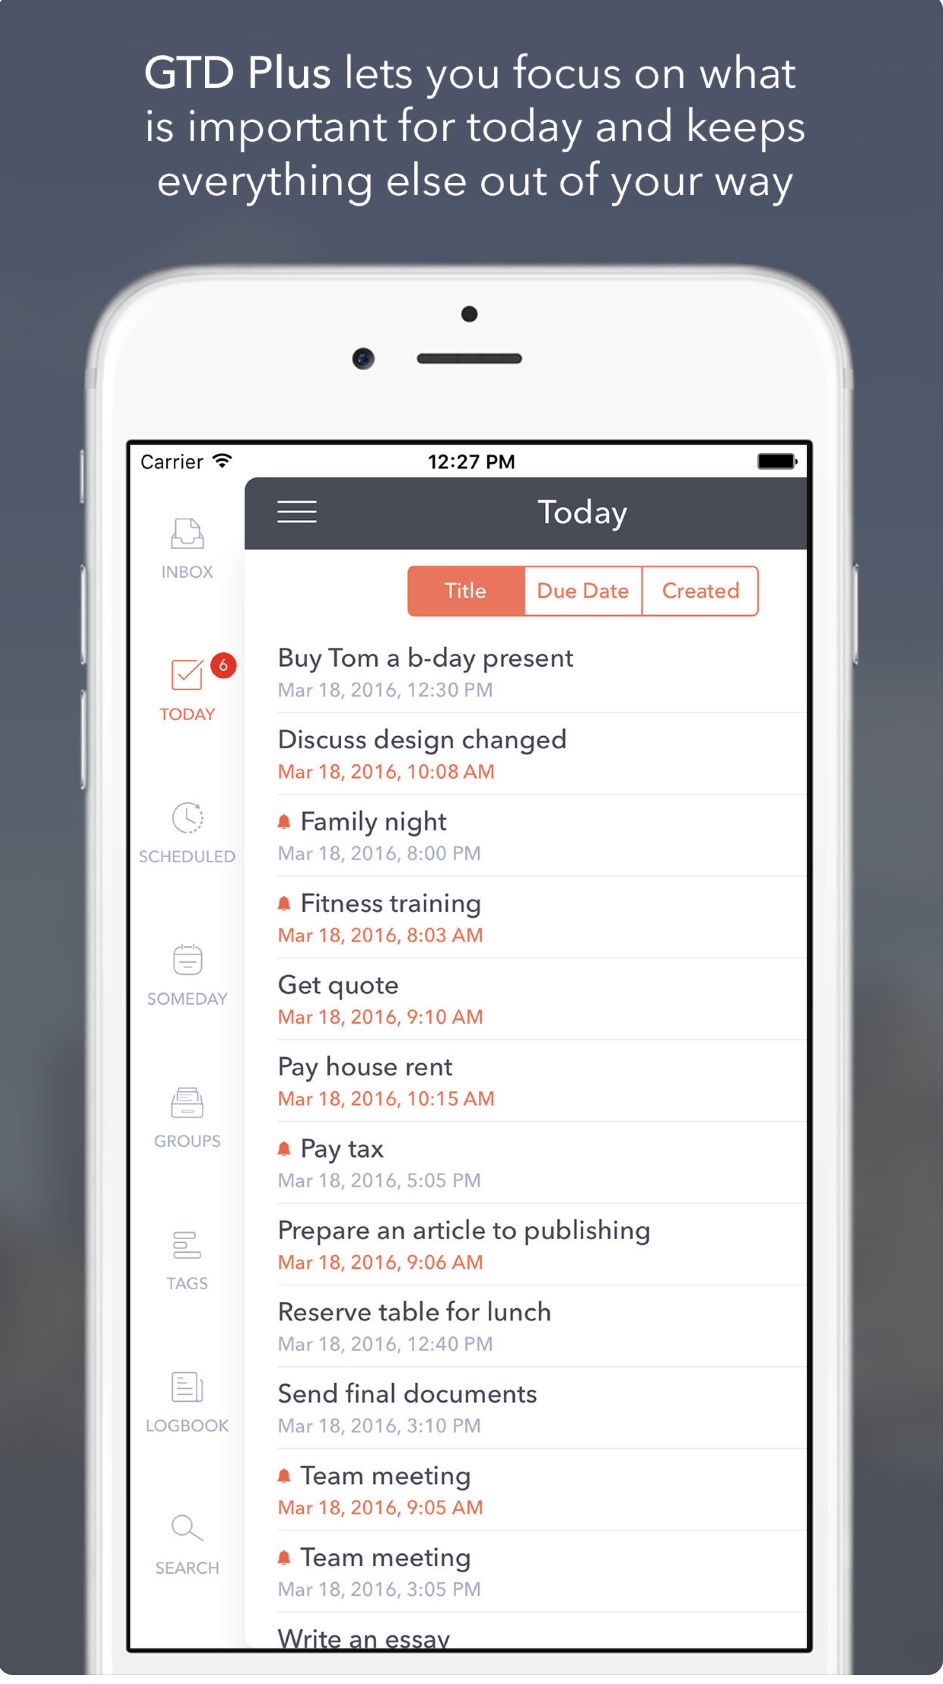 GTD Plus lets you focus on what
is important for today and keeps
everything else out of your way
Carrier
12:27 PM
Today
INBOX
6
TODAY
SCHEDULED
SOMEDAY
GROUPS
TAGS
LOGBOOK
SEARCH
Title
Due Date
Created
Buy Tom a b-day present
Mar 18, 2016, 12:30 PM
Discuss design changed
Mar 18, 2016, 10:08 AM
Family night
Mar 18, 2016, 8:00 PM
Fitness training
Mar 18, 2016, 8:03 AM
Get quote
Mar 18, 2016, 9:10 AM
Pay house rent
Mar 18, 2016, 10:15 AM
Pay tax
Mar 18, 2016, 5:05 PM
Prepare an article to publishing
Mar 18, 2016, 9:06 AM
Reserve table for lunch
Mar 18, 2016, 12:40 PM
Send final documents
Mar 18, 2016, 3:10 PM
Team meeting
Mar 18, 2016, 9:05 AM
Team meeting
Mar 18, 2016, 3:05 PM
Write an essay